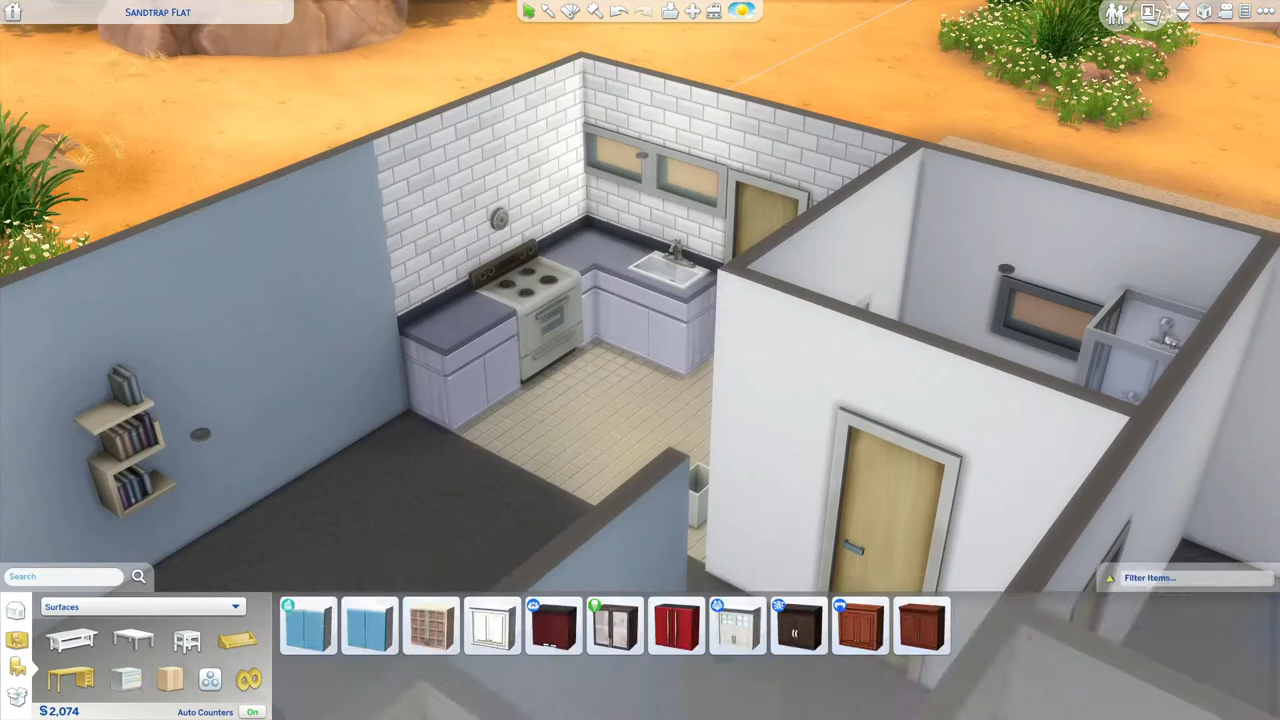 SANDTRAP FLAT
Search
Filter Items...
Surfaces
§2,074
Auto Counters On